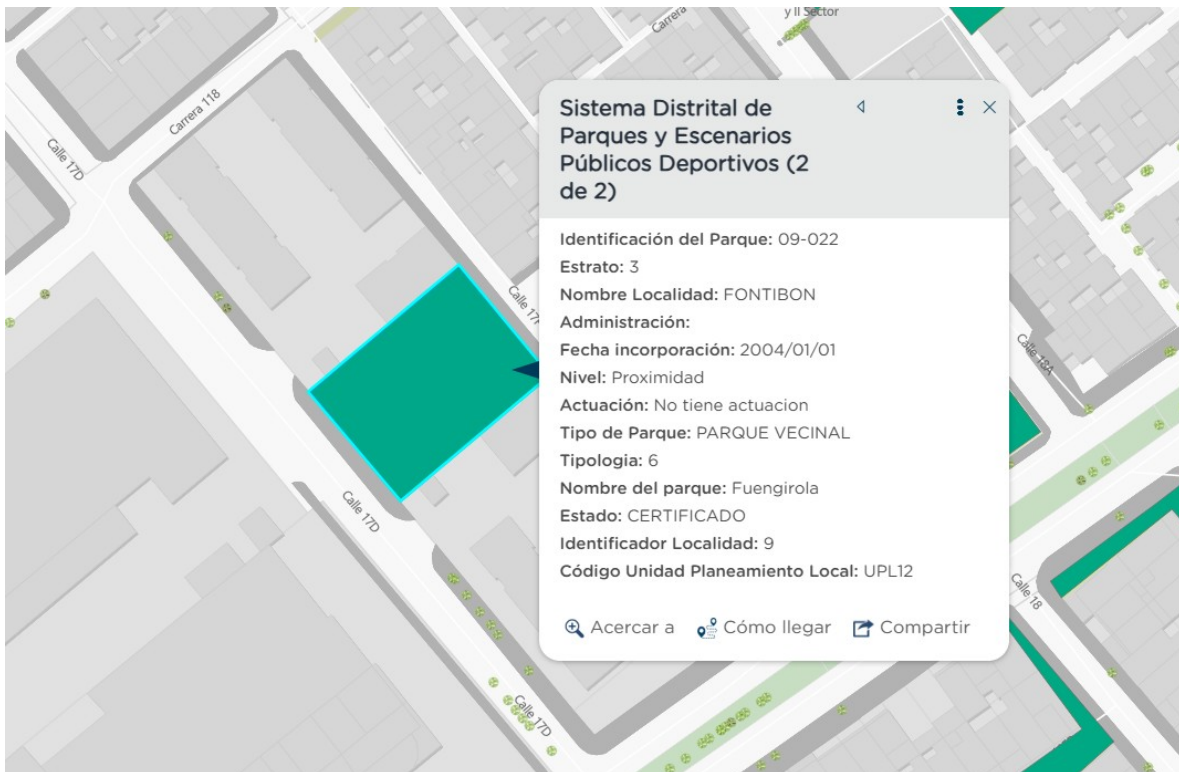 y II Sector
Carrera
Carrera 118
Calle 17D
Sistema Distrital de
Parques y Escenarios
Públicos Deportivos (2
de 2)
Identificación del Parque: 09-022
Estrato: 3
Nombre Localidad: FONTIBON
Administración:
Fecha incorporación: 2004/01/01
Nivel: Proximidad
Actuación: No tiene actuacion
Tipo de Parque: PARQUE VECINAL
Tipologia: 6
Nombre del parque: Fuengirola
Estado: CERTIFICADO
Identificador Localidad: 9
Código Unidad Planeamiento Local: UPL12
Acercar a Cómo llegar Compartir
Calle 18A
Calle 17D
Calle 18
Calle 17D